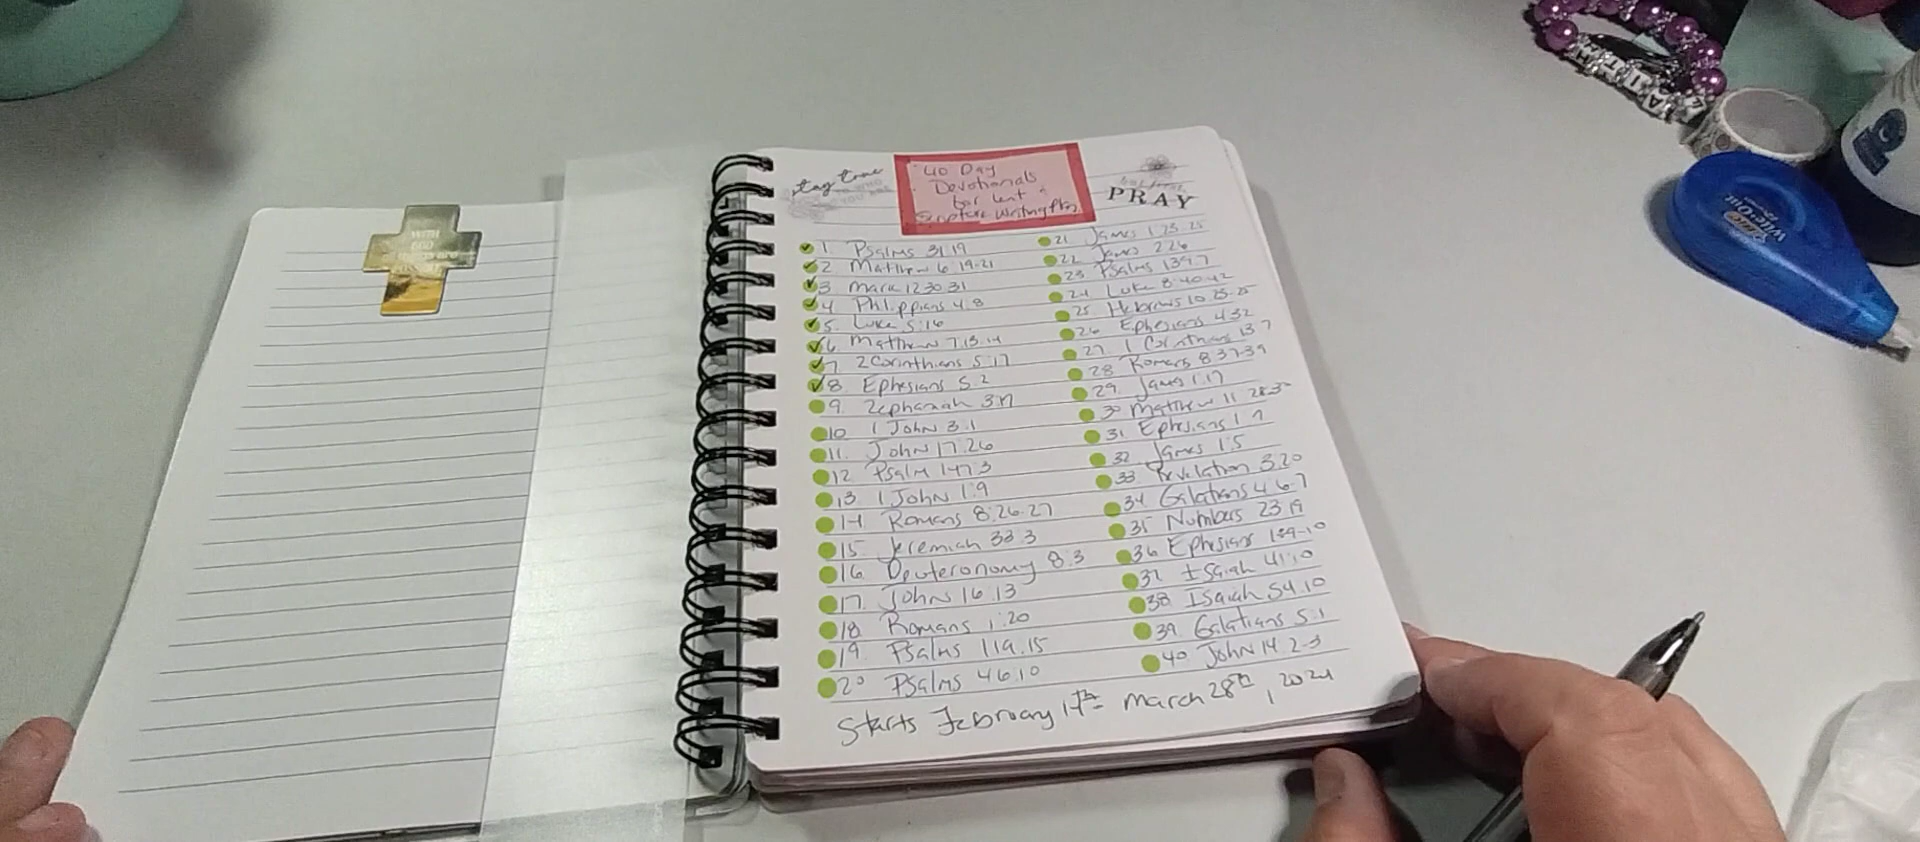 stay true
40 Day
Devotionals
for Lent &
Scripture Writing
PRAY
1 Psalms 31:19
2 Matthew 6:19-21
3 Mark 12:30.31
4 Philippians 4.8
5. Luke 5:16
6 Matthew 7:13.14
7. 2 Corinthians 5:17
8 Ephesians 5.2
9. Zephaniah 3:17
10 1 John 3.1
11. John 17:26
12 Psalm 147:3
13 1 John 1:9
14 Romans 8:26-27
15. Jeremiah 33.3
16. Deuteronomy 8.3
17. John 16.13
18 Romans 1:20
19 Psalms 119.15
20 Psalms 46:10
21 James 1 23-25
22 James 2 26
23 Psalms 139.7
24 Luke 8:40-42
25 Hebrews 10 23-25
26 Ephesians 4:32
27. 1 Corinthians 13 7
28 Romans 8 37-39
29. James 1.17
30 Matthew 11 28-30
31 Ephesians 1 7
32 James 1:5
33 Revelation 3.20
34 Galatians 4 6-7
35 Numbers 23.19
36 Ephesians
37 Isaiah 41:10
38 Isaiah 54.10
39. Galatians 5.1
40 John 14 2-3
Starts February 14th - March 28th, 2024
WITH
GOD
FAITH
Wite-Out